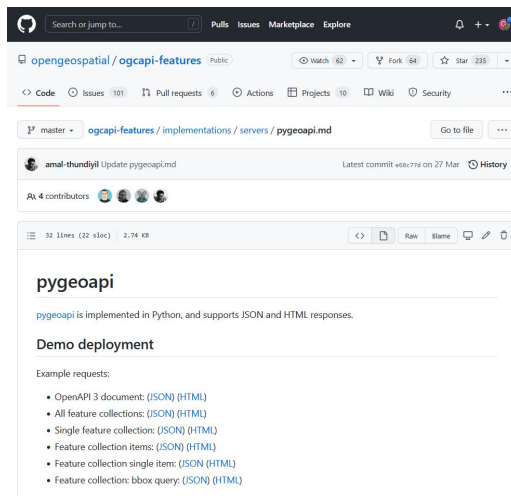 Search or jump to... /
Pulls Issues Marketplace Explore
opengeospatial / ogcapi-features Public
Watch 62 Fork 64 Star 235
Code Issues 101 Pull requests 6 Actions Projects 10 Wiki Security ...
master ogcapi-features / implementations / servers / pygeoapi.md Go to file ...
amal-thundiyil Update pygeoapi.md Latest commit e68c77d on 27 Mar History
4 contributors
32 lines (22 sloc) 2.74 KB <> Raw Blame
pygeoapi
pygeoapi is implemented in Python, and supports JSON and HTML responses.
Demo deployment
Example requests:
• OpenAPI 3 document: (JSON) (HTML)
• All feature collections: (JSON) (HTML)
• Single feature collection: (JSON) (HTML)
• Feature collection items: (JSON) (HTML)
• Feature collection single item: (JSON (HTML)
• Feature collection: bbox query: (JSON) (HTML)